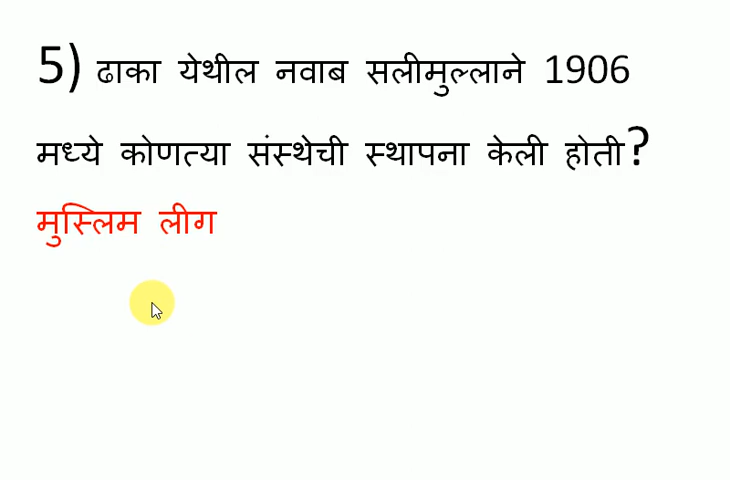 5) ढाका येथील नवाब सलीमुल्लाने 1906
मध्ये कोणत्या संस्थेची स्थापना केली होती?
मुस्लिम लीग